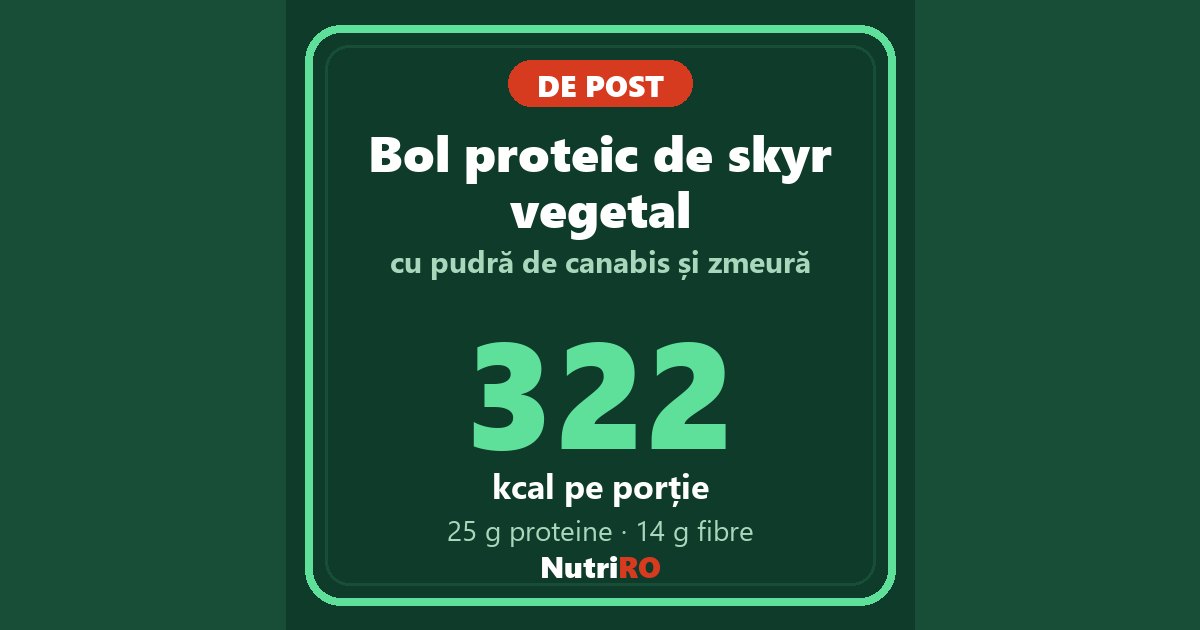 DE POST
Bol proteic de skyr
vegetal
cu pudră de canabis și zmeură
322
kcal pe porție
25 g proteine · 14 g fibre
NutriRO